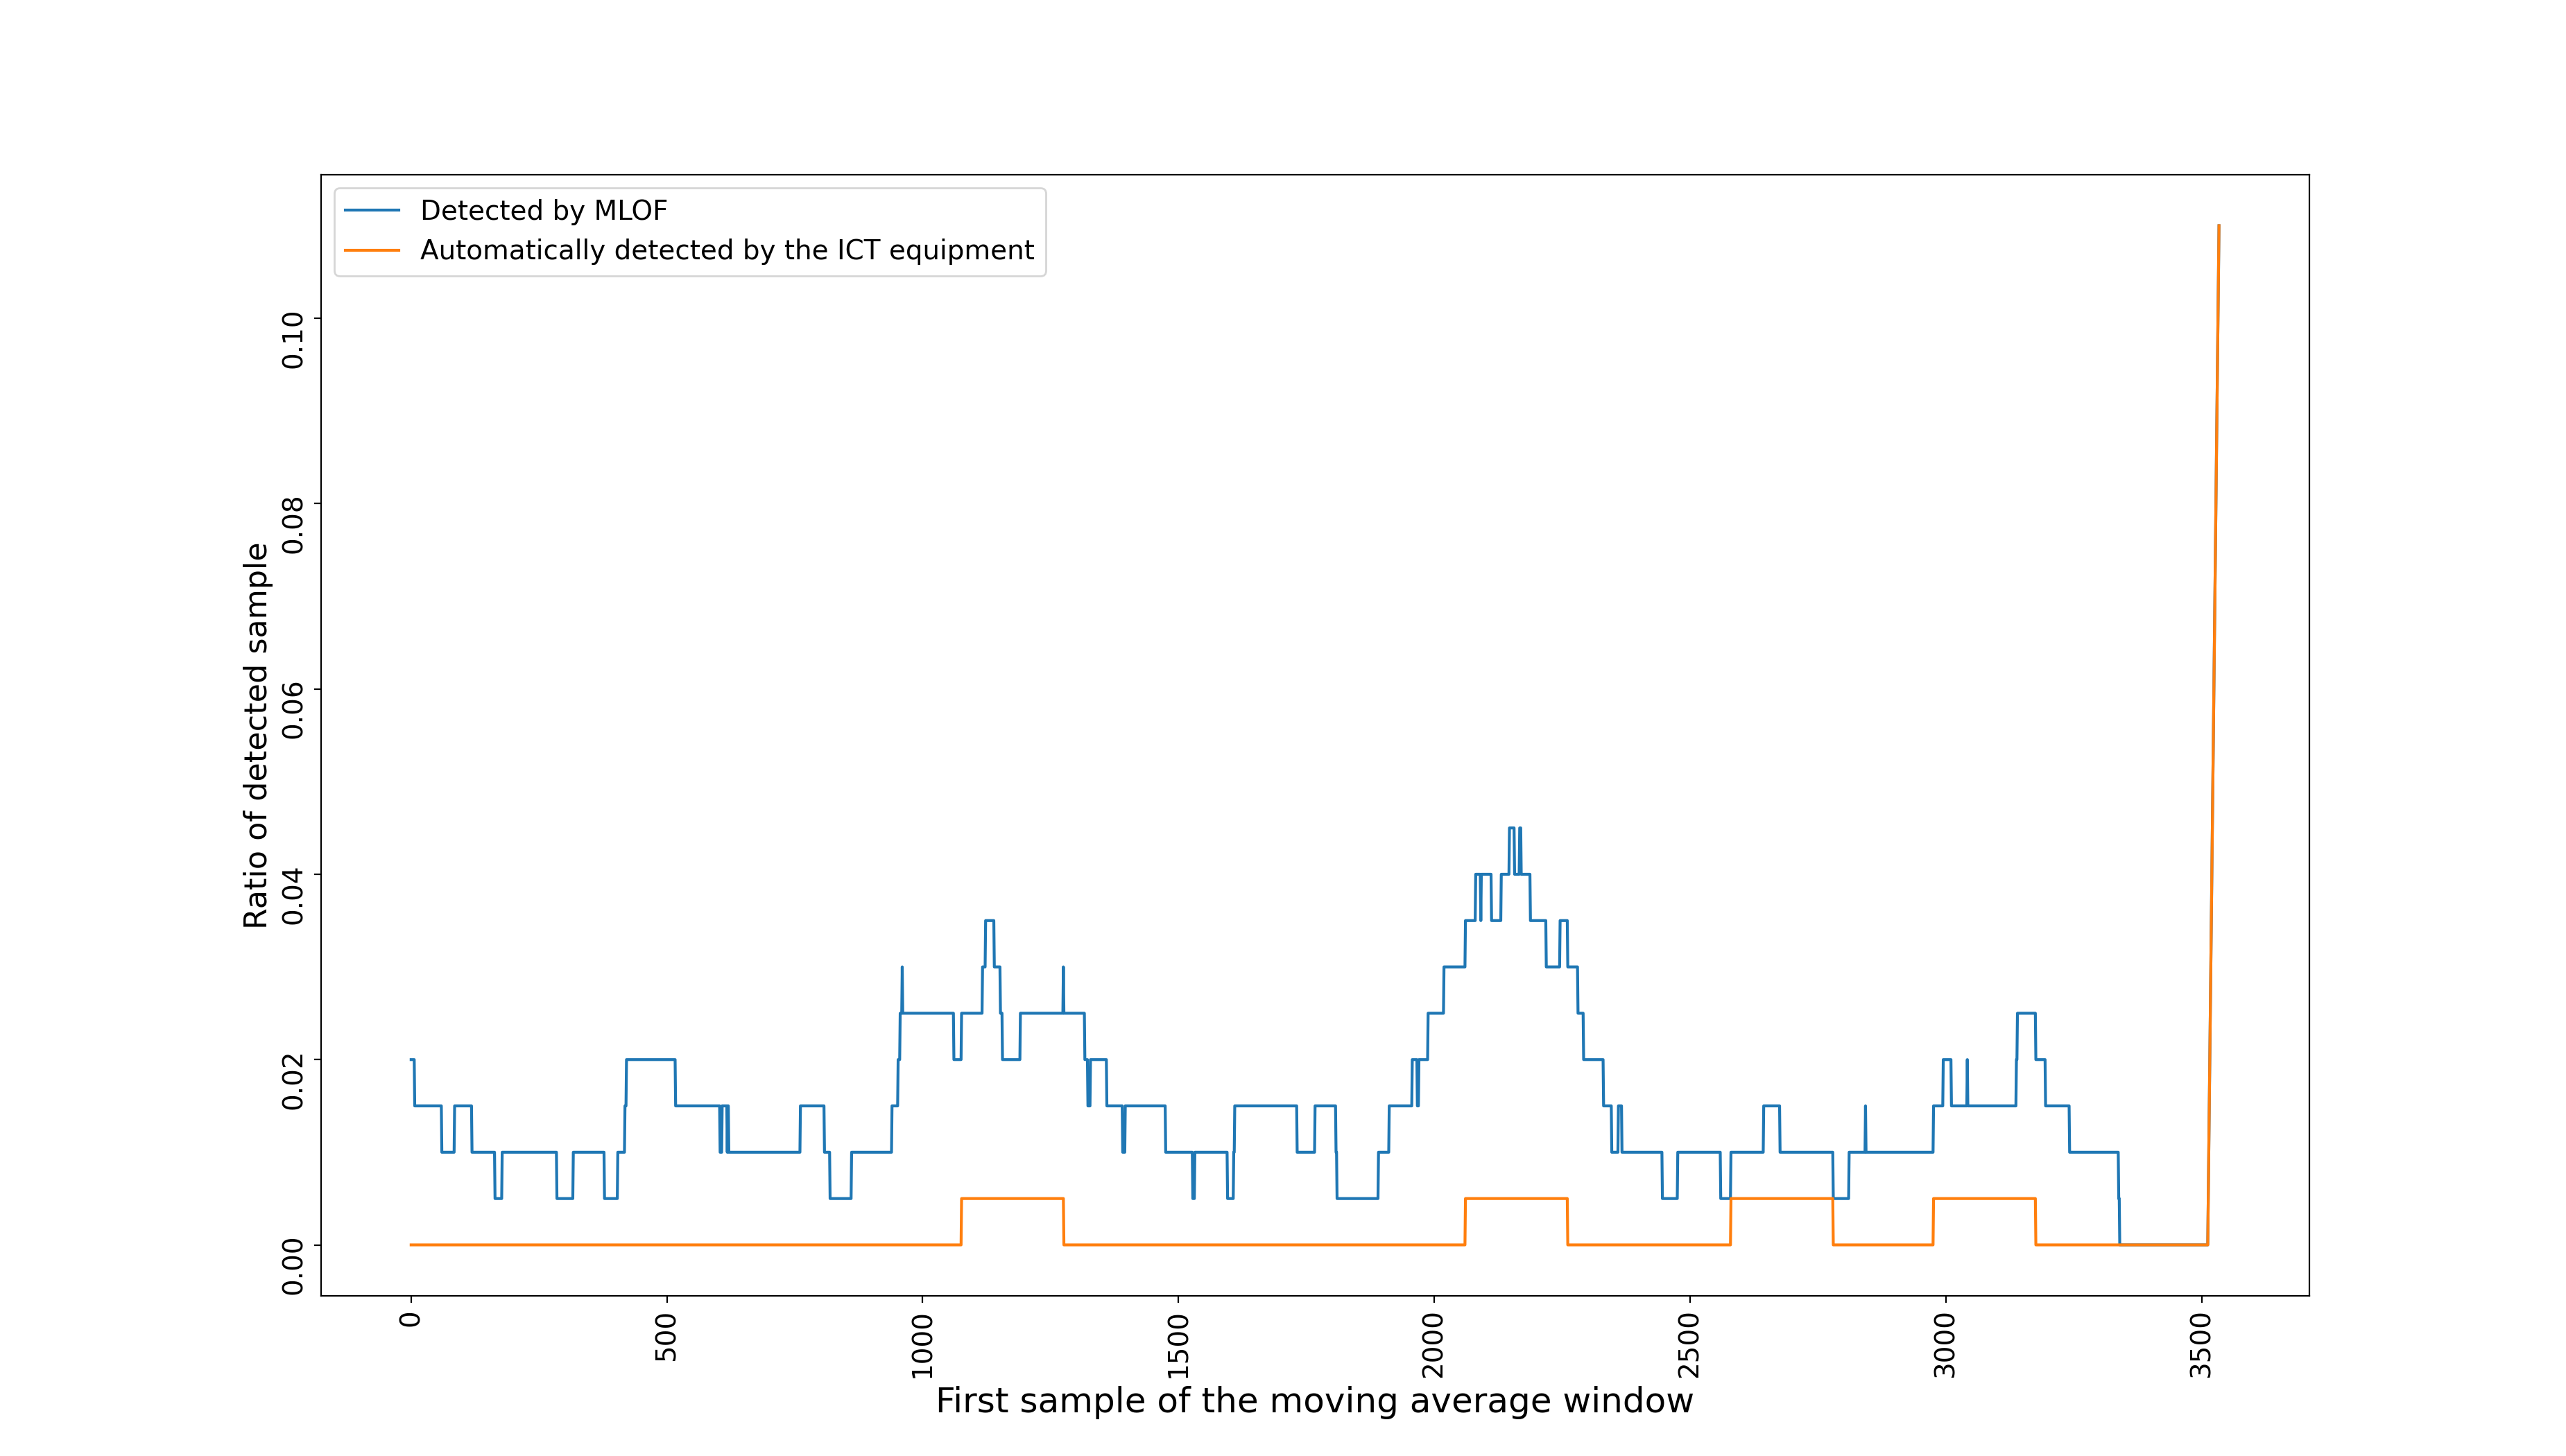 Detected by MLOF
Automatically detected by the ICT equipment
Ratio of detected sample
0.10
0.08
0.06
0.04
0.02
0.00
0 500 1000 1500 2000 2500 3000 3500
First sample of the moving average window